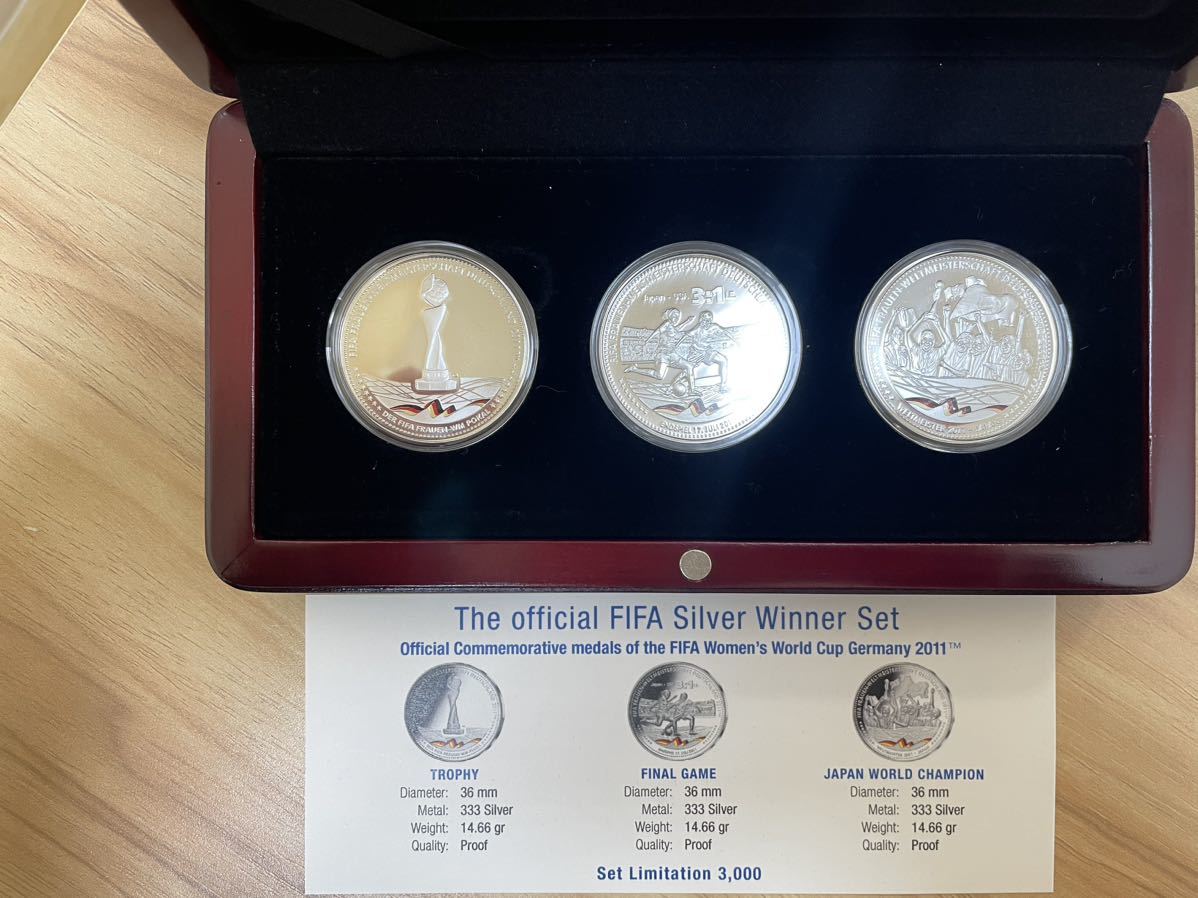 DER FIFA FRAUEN-WM POKAL
Japan - USA 3:1 i.E.
The official FIFA Silver Winner Set
Official Commemorative medals of the FIFA Women's World Cup Germany 2011™
TROPHY
Diameter: 36 mm
Metal: 333 Silver
Weight: 14.66 gr
Quality: Proof
FINAL GAME
Diameter: 36 mm
Metal: 333 Silver
Weight: 14.66 gr
Quality: Proof
JAPAN WORLD CHAMPION
Diameter: 36 mm
Metal: 333 Silver
Weight: 14.66 gr
Quality: Proof
Set Limitation 3,000